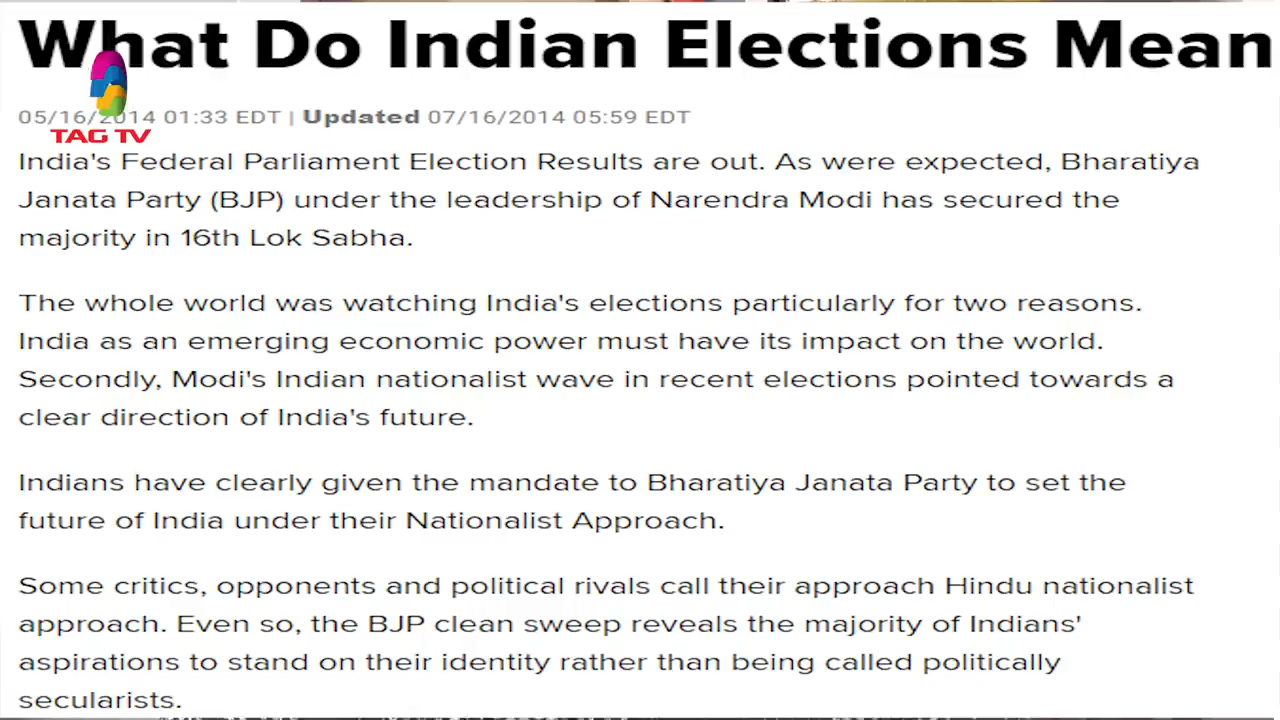 What Do Indian Elections Mean
05/16/2014 01:33 EDT | Updated 07/16/2014 05:59 EDT
TAG TV
India's Federal Parliament Election Results are out. As were expected, Bharatiya
Janata Party (BJP) under the leadership of Narendra Modi has secured the
majority in 16th Lok Sabha.
The whole world was watching India's elections particularly for two reasons.
India as an emerging economic power must have its impact on the world.
Secondly, Modi's Indian nationalist wave in recent elections pointed towards a
clear direction of India's future.
Indians have clearly given the mandate to Bharatiya Janata Party to set the
future of India under their Nationalist Approach.
Some critics, opponents and political rivals call their approach Hindu nationalist
approach. Even so, the BJP clean sweep reveals the majority of Indians'
aspirations to stand on their identity rather than being called politically
secularists.